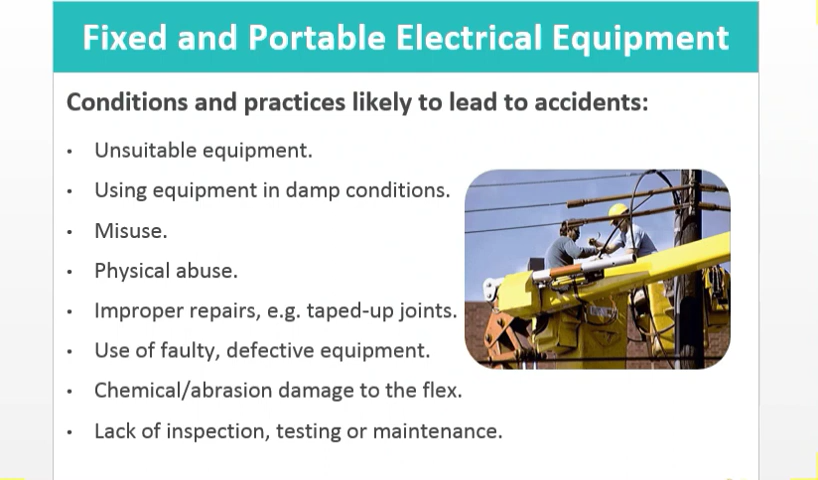 Fixed and Portable Electrical Equipment
Conditions and practices likely to lead to accidents:
• Unsuitable equipment.
• Using equipment in damp conditions.
• Misuse.
• Physical abuse.
• Improper repairs, e.g. taped-up joints.
• Use of faulty, defective equipment.
• Chemical/abrasion damage to the flex.
• Lack of inspection, testing or maintenance.